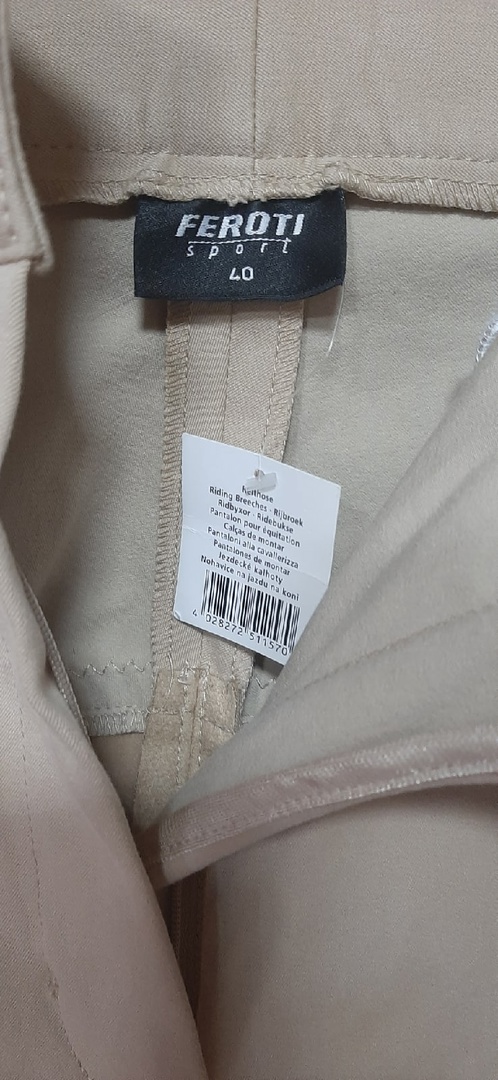 FEROTI
sport
40
Reithose
Riding Breeches - Rijbroek
Ridbyxor - Ridebukse
Pantalon pour équitation
Calças de montar
Pantaloni alla cavallerizza
Pantalones de montar
Jezdecké kalhoty
Nohavice na jazdu na koni
4 028272 511570